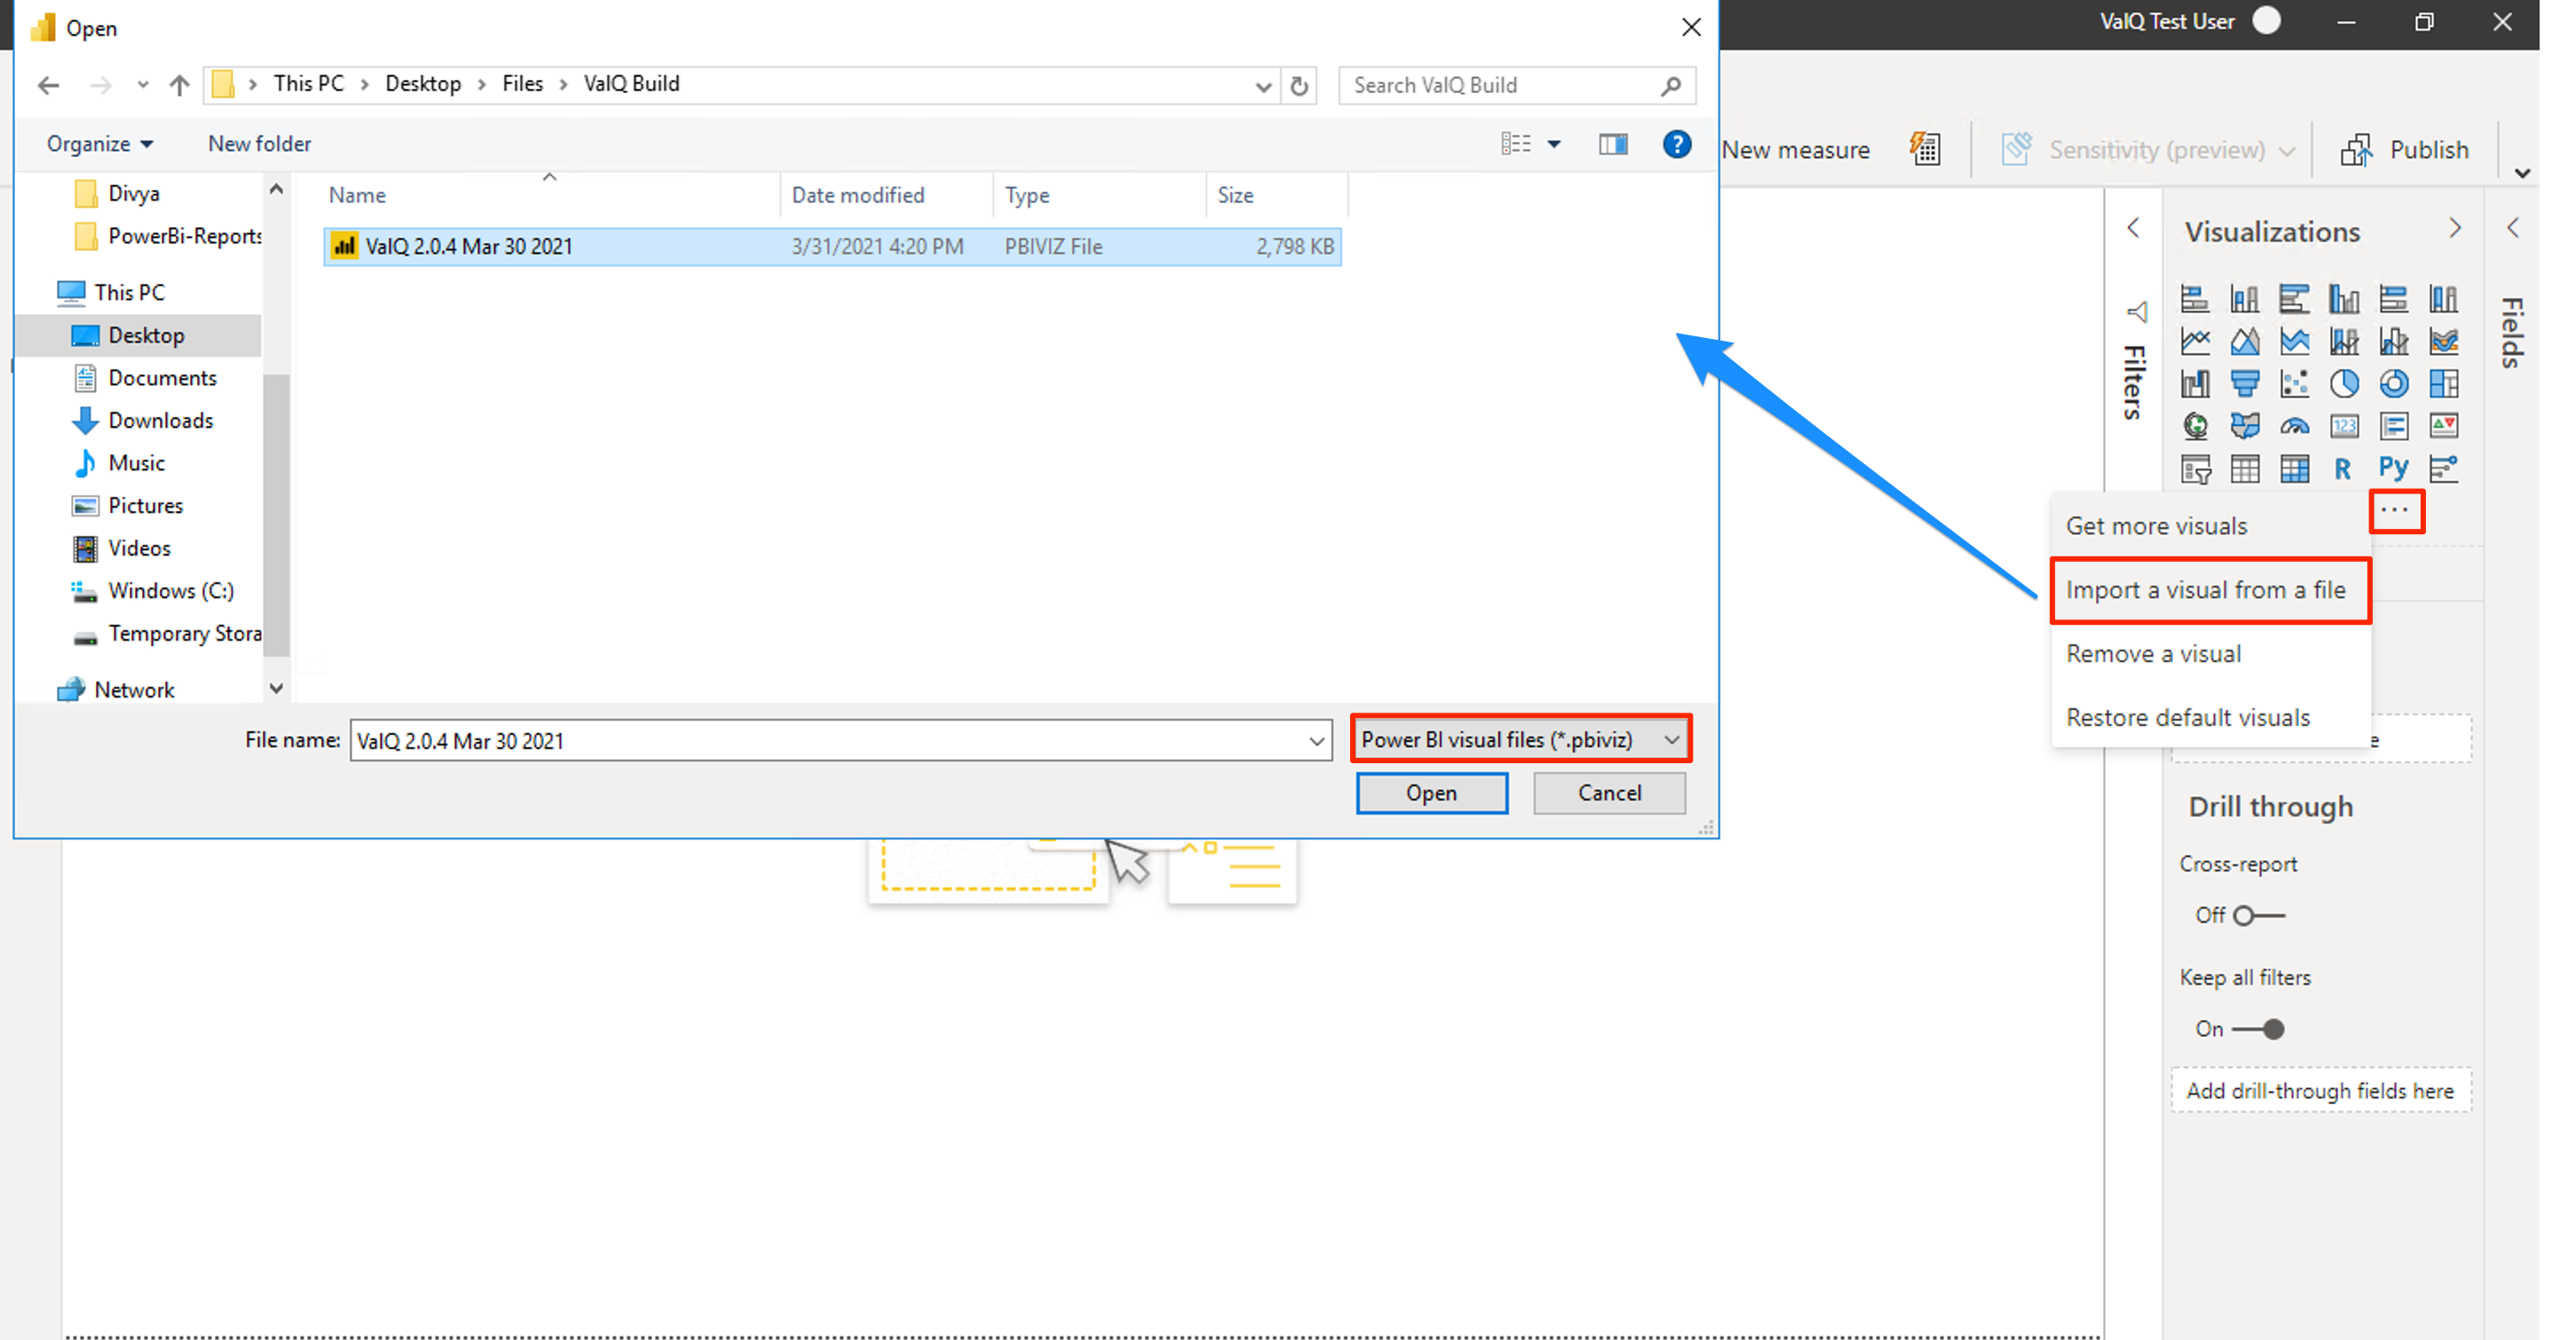 Open
ValQ Test User
This PC > Desktop > Files > ValQ Build
Search ValQ Build
Organize
New folder
?
New measure
Sensitivity (preview)
Publish
Divya
PowerBi-Reports
This PC
Desktop
Documents
Downloads
Music
Pictures
Videos
Windows (C:)
Temporary Stora
Network
Name
Date modified
Type
Size
ValQ 2.0.4 Mar 30 2021
3/31/2021 4:20 PM
PBIVIZ File
2,798 KB
File name:
ValQ 2.0.4 Mar 30 2021
Power BI visual files (*.pbiviz)
Open
Cancel
Filters
Visualizations
Fields
123
R
Py
...
Get more visuals
Import a visual from a file
Remove a visual
Restore default visuals
e
Drill through
Cross-report
Off
Keep all filters
On
Add drill-through fields here